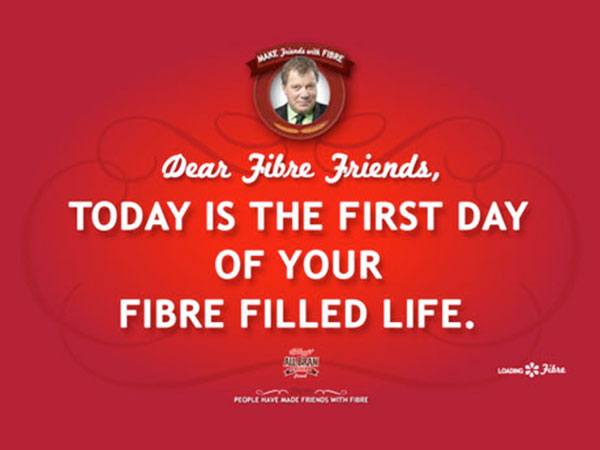 MAKE Friends with FIBRE
Dear Fibre Friends,
TODAY IS THE FIRST DAY
OF YOUR
FIBRE FILLED LIFE.
Kellogg's
ALL-BRAN
LOADING Fibre
PEOPLE HAVE MADE FRIENDS WITH FIBRE